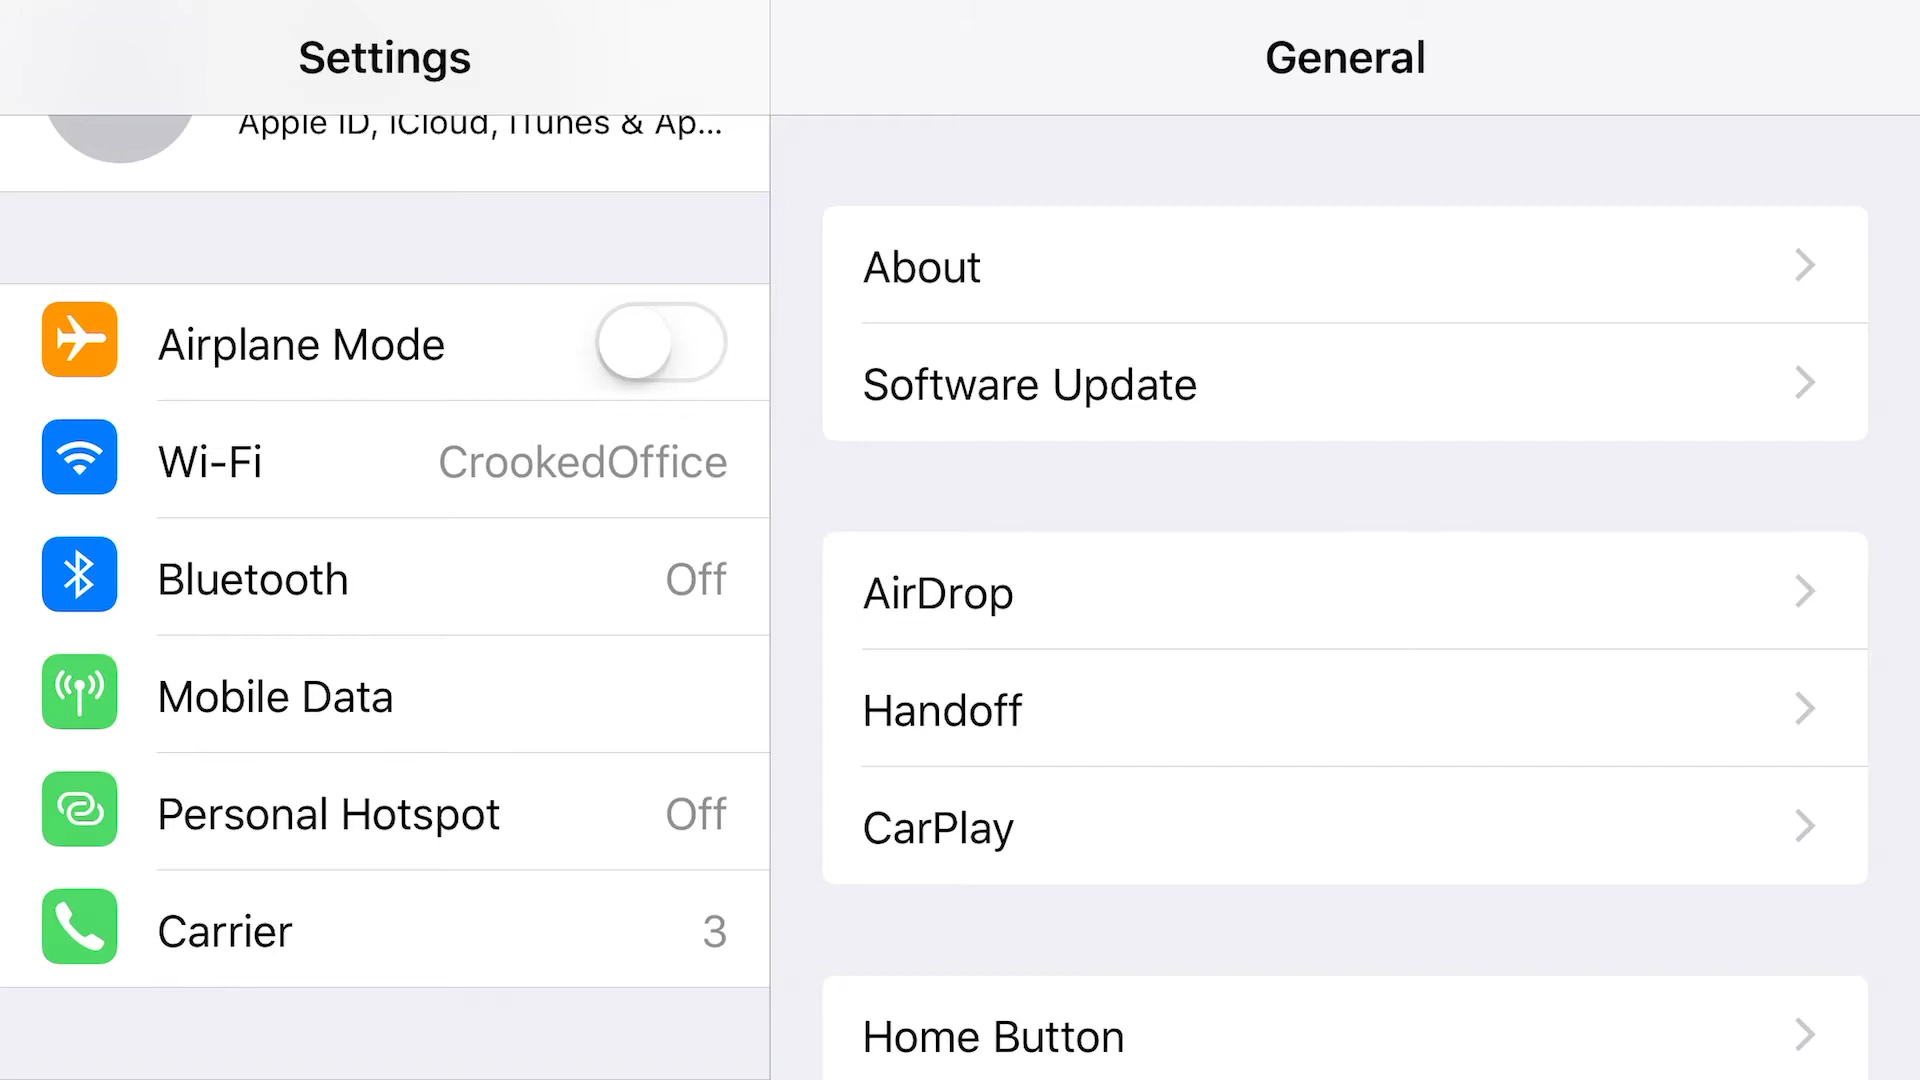 Settings
General
Apple ID, iCloud, iTunes & Ap...
Airplane Mode
Wi-Fi CrookedOffice
Bluetooth Off
Mobile Data
Personal Hotspot Off
Carrier 3
About
Software Update
AirDrop
Handoff
CarPlay
Home Button